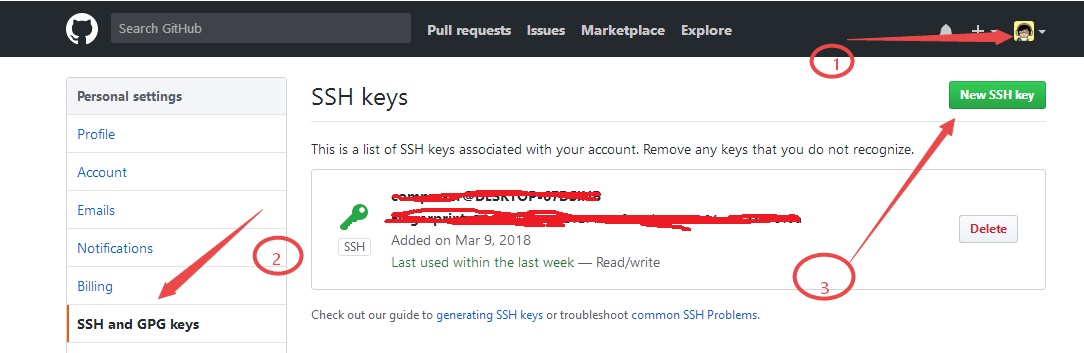 Search GitHub
Pull requests Issues Marketplace Explore
1
Personal settings
Profile
Account
Emails
Notifications
Billing
SSH and GPG keys
2
SSH keys
New SSH key
This is a list of SSH keys associated with your account. Remove any keys that you do not recognize.
SSH
Added on Mar 9, 2018
Last used within the last week — Read/write
Delete
3
Check out our guide to generating SSH keys or troubleshoot common SSH Problems.